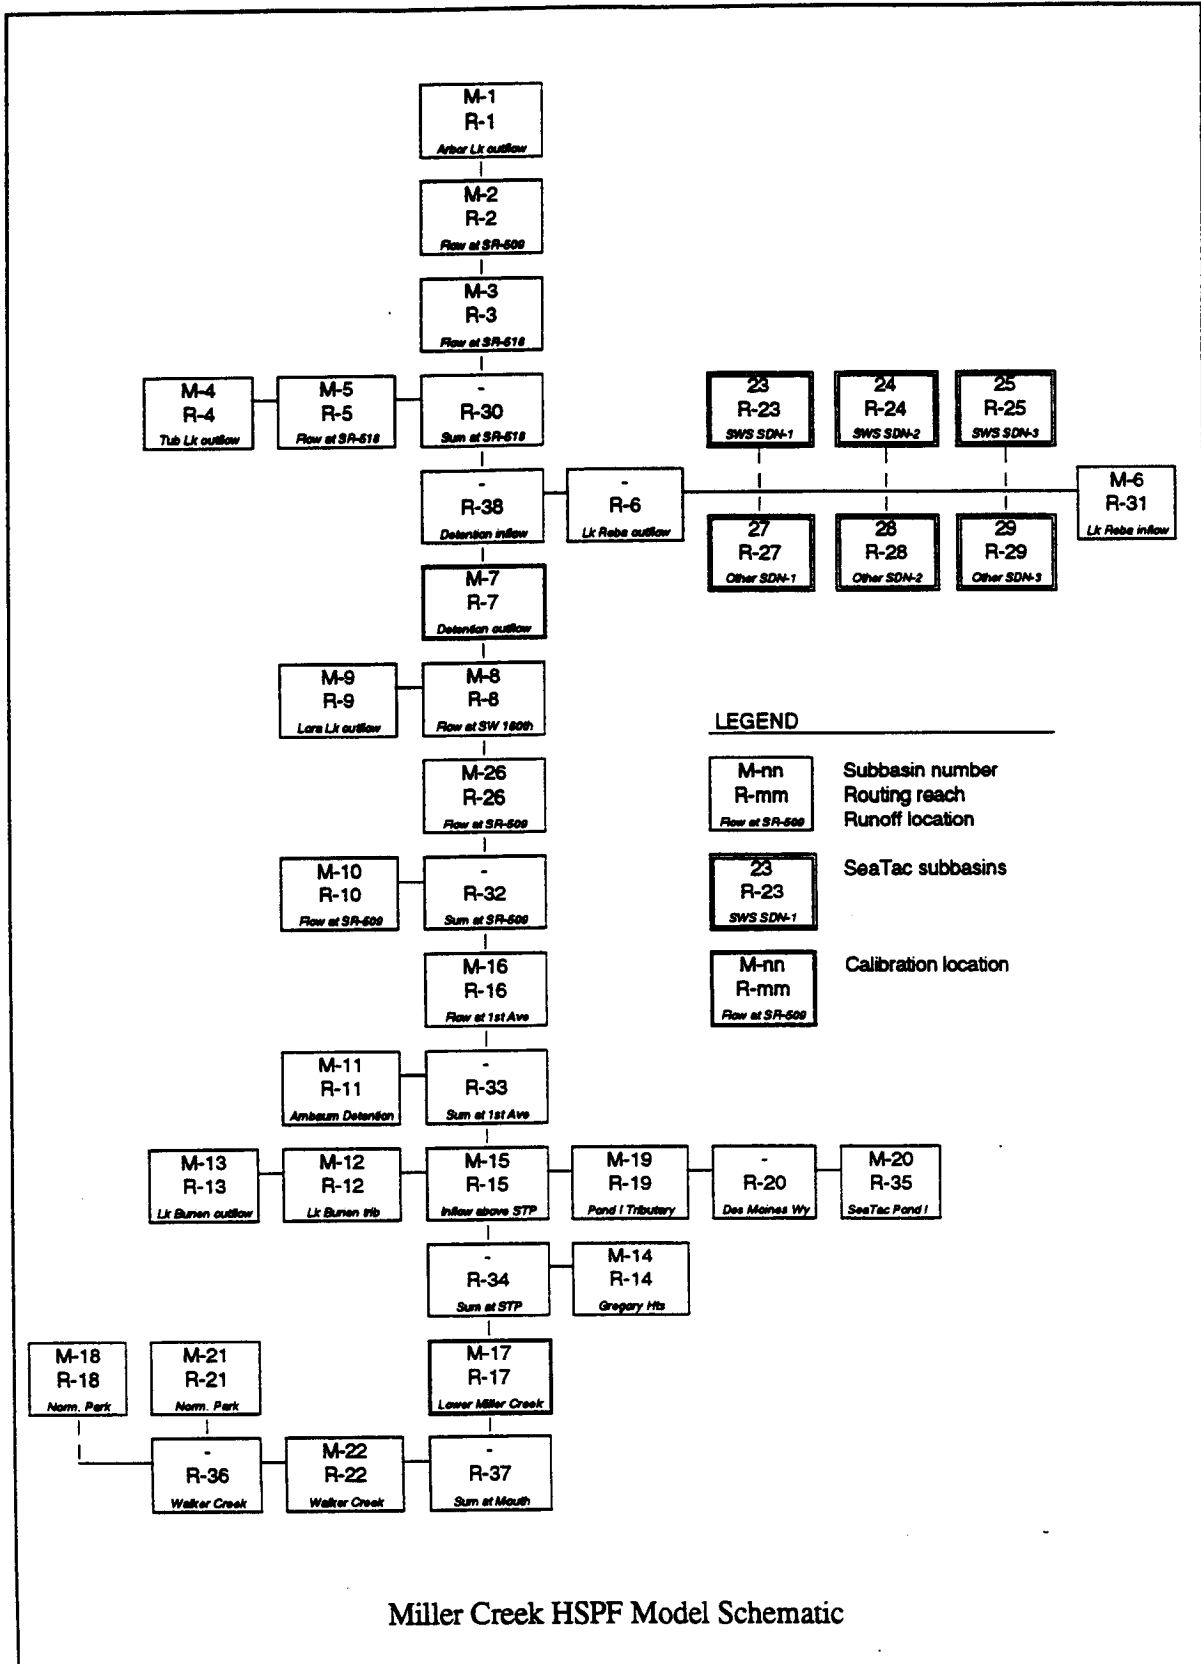 M-1
R-1
Arbor Lk outflow
M-2
R-2
Flow at SR-509
M-3
R-3
Flow at SR-518
M-4
R-4
Tub Lk outflow
M-5
R-5
Flow at SR-518
-
R-30
Sum at SR-518
23
R-23
SWS SDN-1
24
R-24
SWS SDN-2
25
R-25
SWS SDN-3
-
R-38
Detention inflow
-
R-6
Lk Reba outflow
M-6
R-31
Lk Reba inflow
27
R-27
Other SDN-1
28
R-28
Other SDN-2
29
R-29
Other SDN-3
M-7
R-7
Detention outflow
M-9
R-9
Lora Lk outflow
M-8
R-8
Flow at SW 160th
M-26
R-26
Flow at SR-509
M-10
R-10
Flow at SR-509
-
R-32
Sum at SR-509
M-16
R-16
Flow at 1st Ave
M-11
R-11
Ambaum Detention
-
R-33
Sum at 1st Ave
M-13
R-13
Lk Burien outflow
M-12
R-12
Lk Burien trib
M-15
R-15
Inflow above STP
M-19
R-19
Pond I Tributary
-
R-20
Des Moines Wy
M-20
R-35
SeaTac Pond I
-
R-34
Sum at STP
M-14
R-14
Gregory Hts
M-18
R-18
Norm. Park
M-21
R-21
Norm. Park
M-17
R-17
Lower Miller Creek
-
R-36
Walker Creek
M-22
R-22
Walker Creek
-
R-37
Sum at Mouth
LEGEND
M-nn
R-mm
Flow at SR-509
Subbasin number
Routing reach
Runoff location
23
R-23
SWS SDN-1
SeaTac subbasins
M-nn
R-mm
Flow at SR-509
Calibration location
Miller Creek HSPF Model Schematic